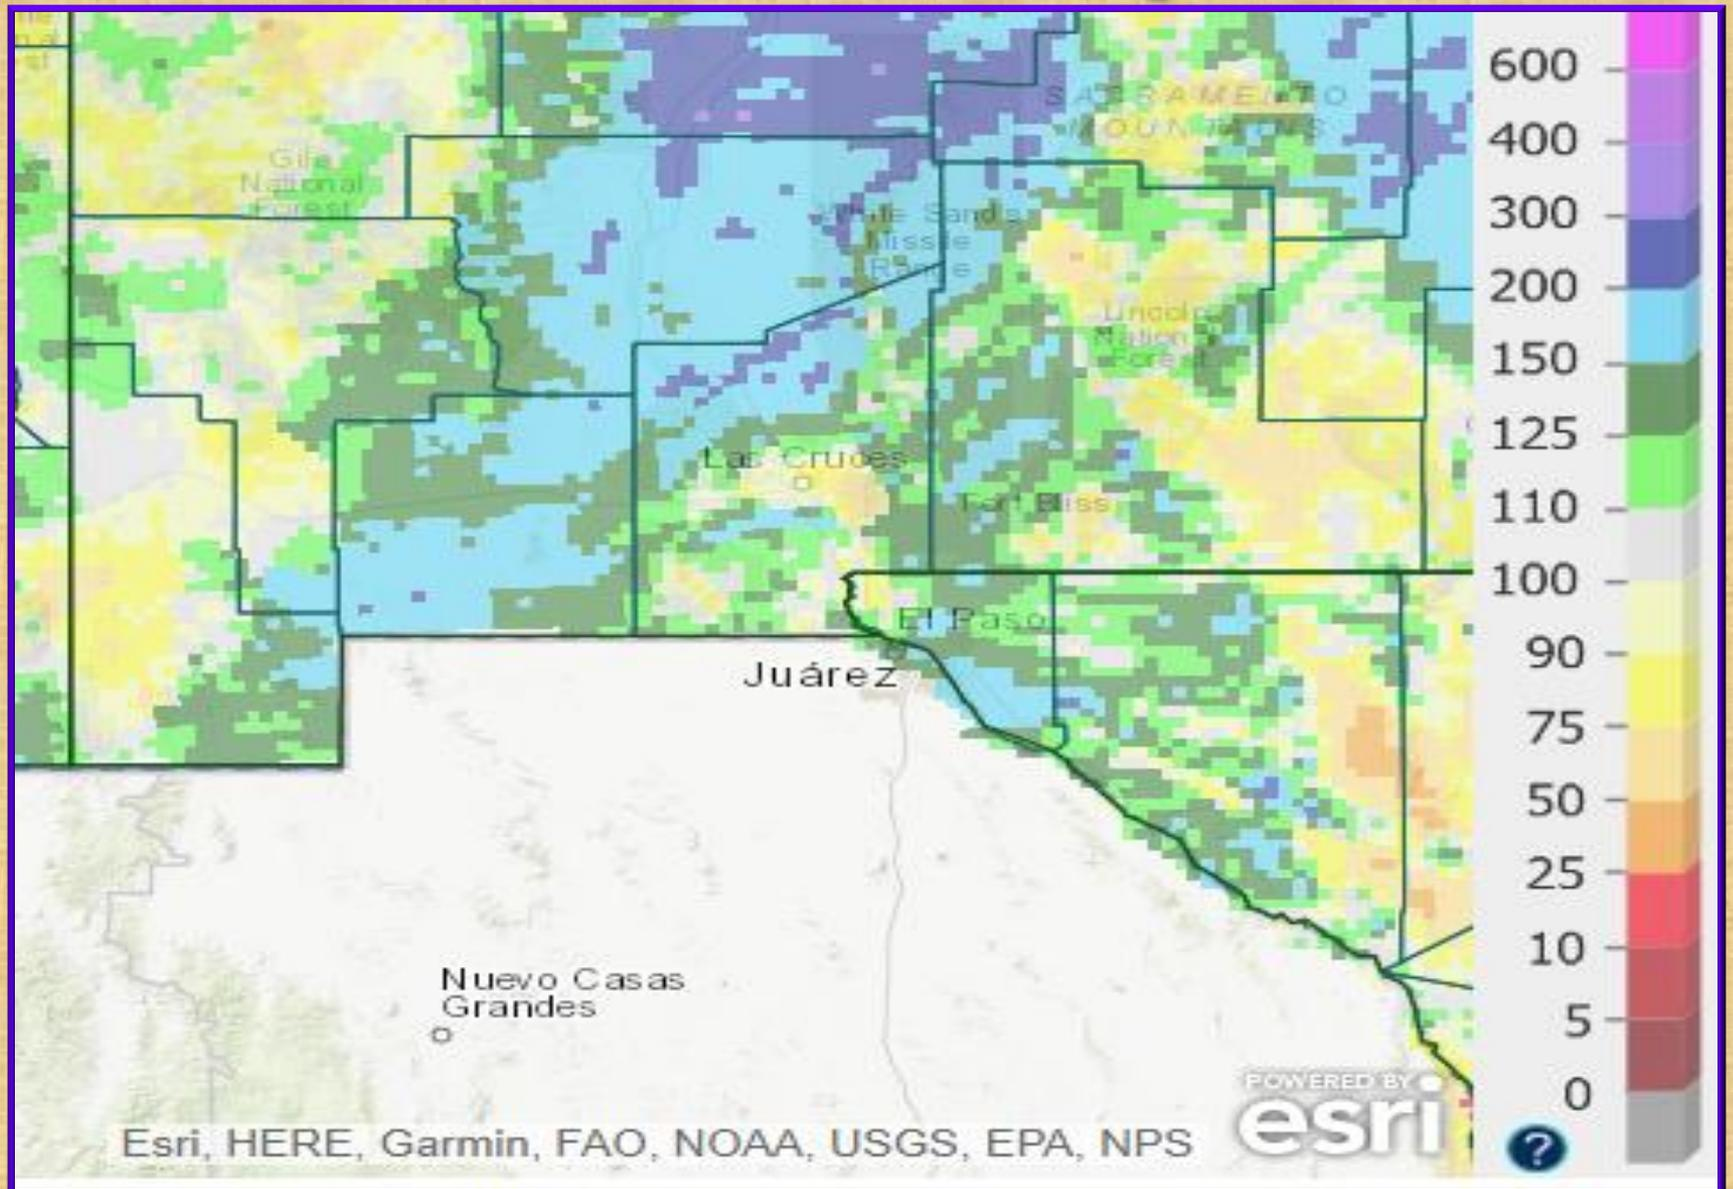 Gila
National
Forest
SACRAMENTO
MOUNTAINS
White Sands
Missile
Range
Lincoln
National
Forest
Las Cruces
Fort Bliss
El Paso
Juárez
Nuevo Casas
Grandes
POWERED BY
esri
Esri, HERE, Garmin, FAO, NOAA, USGS, EPA, NPS
600
400
300
200
150
125
110
100
90
75
50
25
10
5
0
?